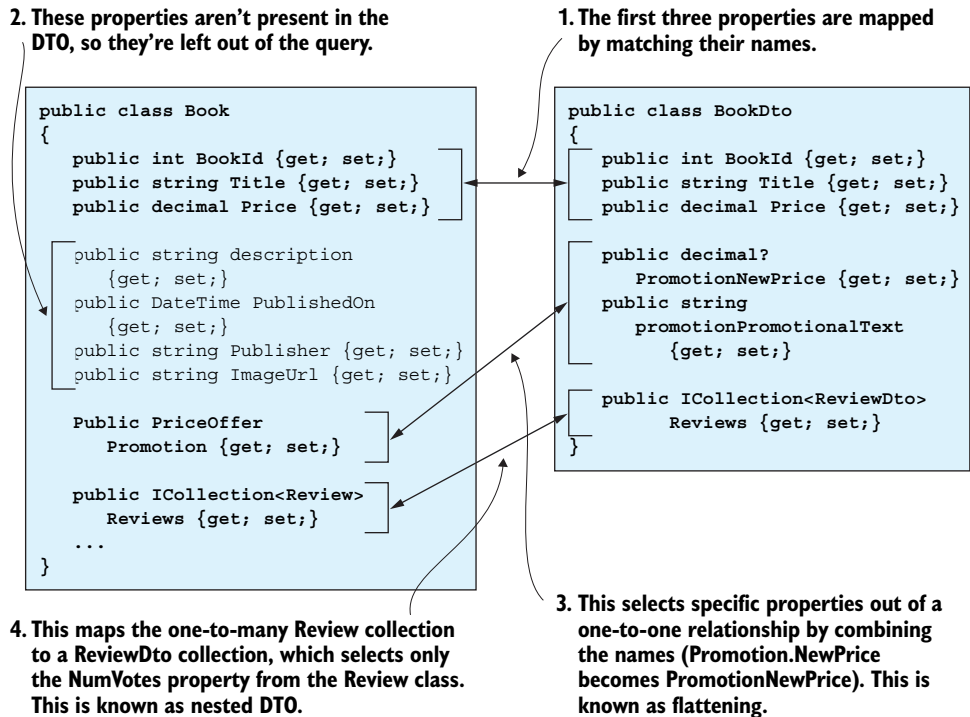 2. These properties aren't present in the
DTO, so they're left out of the query.
1. The first three properties are mapped
by matching their names.
public class Book
{
public int BookId {get; set;}
public string Title {get; set;}
public decimal Price {get; set;}
public string description
{get; set;}
public DateTime PublishedOn
{get; set;}
public string Publisher {get; set;}
public string ImageUrl {get; set;}
Public PriceOffer
Promotion {get; set;}
public ICollection<Review>
Reviews {get; set;}
...
}
public class BookDto
{
public int BookId {get; set;}
public string Title {get; set;}
public decimal Price {get; set;}
public decimal?
PromotionNewPrice {get; set;}
public string
promotionPromotionalText
{get; set;}
public ICollection<ReviewDto>
Reviews {get; set;}
}
3. This selects specific properties out of a
one-to-one relationship by combining
the names (Promotion.NewPrice
becomes PromotionNewPrice). This is
known as flattening.
4. This maps the one-to-many Review collection
to a ReviewDto collection, which selects only
the NumVotes property from the Review class.
This is known as nested DTO.